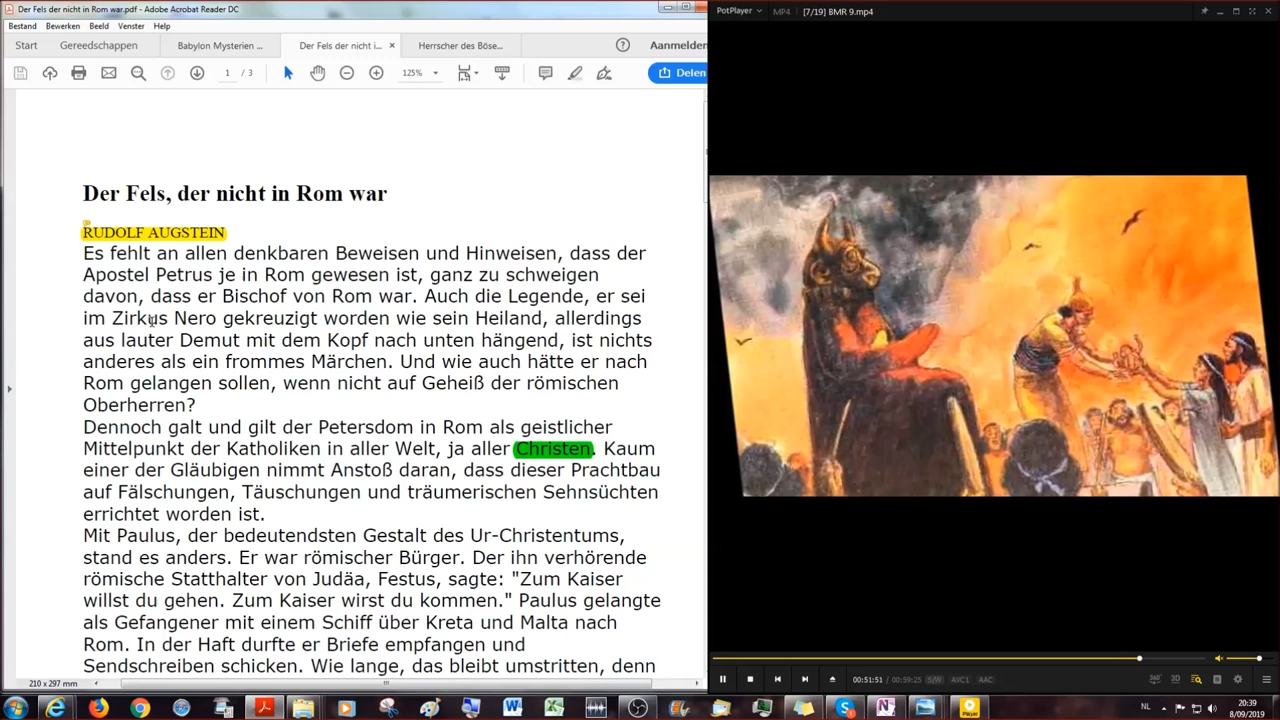 Der Fels der nicht in Rom war.pdf - Adobe Acrobat Reader DC
Bestand Bewerken Beeld Venster Help
Start Gereedschappen Babylon Mysterien ... Der Fels der nicht i... × Herrscher des Böse... Aanmelden
1 / 3 125% Delen
Der Fels, der nicht in Rom war
RUDOLF AUGSTEIN
Es fehlt an allen denkbaren Beweisen und Hinweisen, dass der
Apostel Petrus je in Rom gewesen ist, ganz zu schweigen
davon, dass er Bischof von Rom war. Auch die Legende, er sei
im Zirkus Nero gekreuzigt worden wie sein Heiland, allerdings
aus lauter Demut mit dem Kopf nach unten hängend, ist nichts
anderes als ein frommes Märchen. Und wie auch hätte er nach
Rom gelangen sollen, wenn nicht auf Geheiß der römischen
Oberherren?
Dennoch galt und gilt der Petersdom in Rom als geistlicher
Mittelpunkt der Katholiken in aller Welt, ja aller Christen. Kaum
einer der Gläubigen nimmt Anstoß daran, dass dieser Prachtbau
auf Fälschungen, Täuschungen und träumerischen Sehnsüchten
errichtet worden ist.
Mit Paulus, der bedeutendsten Gestalt des Ur-Christentums,
stand es anders. Er war römischer Bürger. Der ihn verhörende
römische Statthalter von Judäa, Festus, sagte: "Zum Kaiser
willst du gehen. Zum Kaiser wirst du kommen." Paulus gelangte
als Gefangener mit einem Schiff über Kreta und Malta nach
Rom. In der Haft durfte er Briefe empfangen und
Sendschreiben schicken. Wie lange, das bleibt umstritten, denn
210 x 297 mm
PotPlayer MP4 [7/19] BMR 9.mp4
00:51:51 / 00:59:25 S/W AVC1 AAC
360° 3D
NL 20:39
8/09/2019